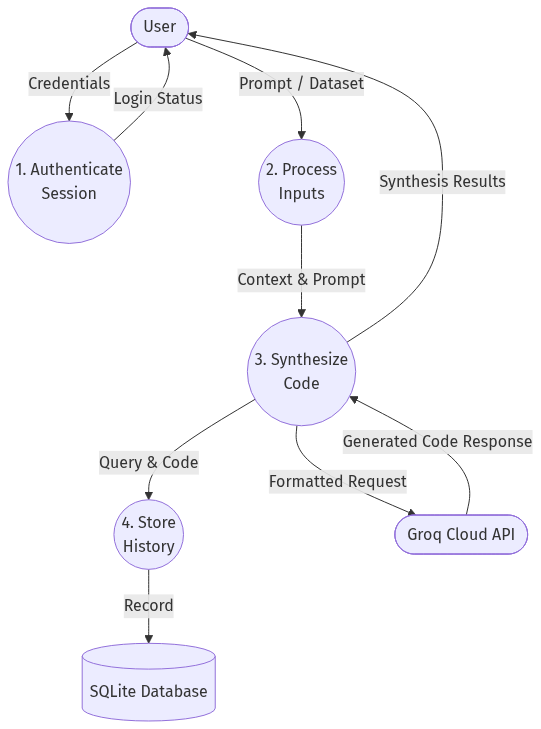 User
Credentials
Login Status
Prompt / Dataset
1. Authenticate
Session
2. Process
Inputs
Synthesis Results
Context & Prompt
3. Synthesize
Code
Generated Code Response
Query & Code
Formatted Request
4. Store
History
Groq Cloud API
Record
SQLite Database